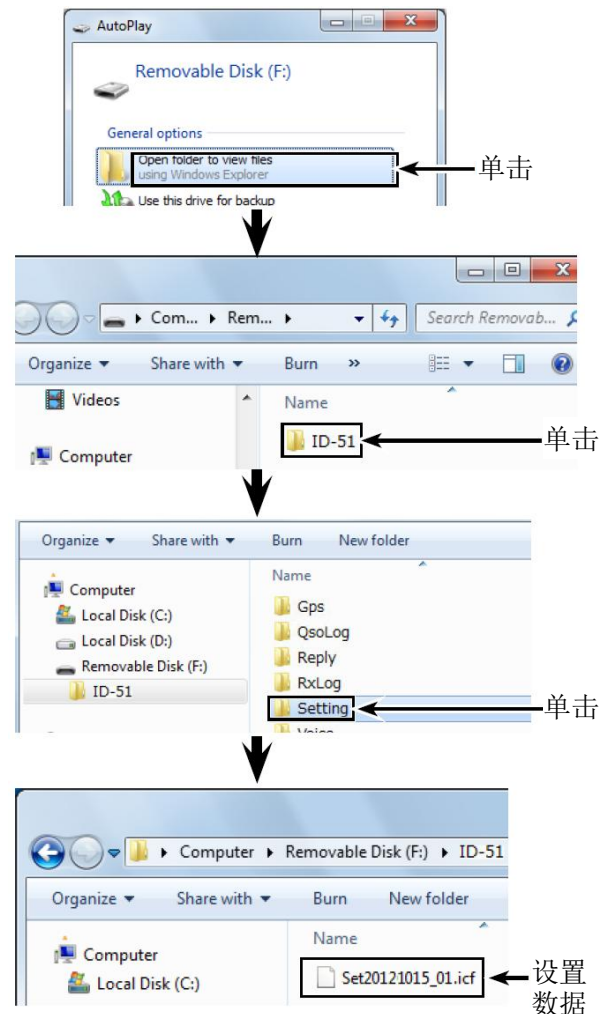 AutoPlay
Removable Disk (F:)
General options
Open folder to view files
using Windows Explorer
单击
Use this drive for backup
Com... Rem...
Search Removab...
Organize Share with Burn »
Videos
Name
ID-51
单击
Computer
Organize Share with Burn New folder
Name
Computer
Gps
Local Disk (C:)
QsoLog
Local Disk (D:)
Reply
Removable Disk (F:)
RxLog
ID-51
Setting
单击
Voice
Computer Removable Disk (F:) ID-51
Organize Share with Burn New folder
Name
Computer
Set20121015_01.icf
设置
数据
Local Disk (C:)